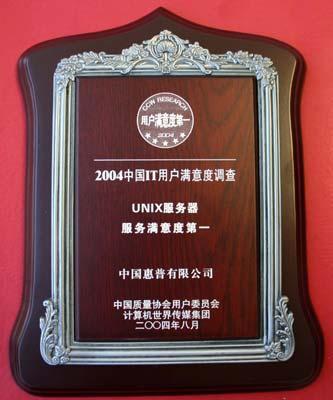 CCW RESEARCH
用户满意度第一
2004
2004中国IT用户满意度调查
UNIX服务器
服务满意度第一
中国惠普有限公司
中国质量协会用户委员会
计算机世界传媒集团
二〇〇四年八月